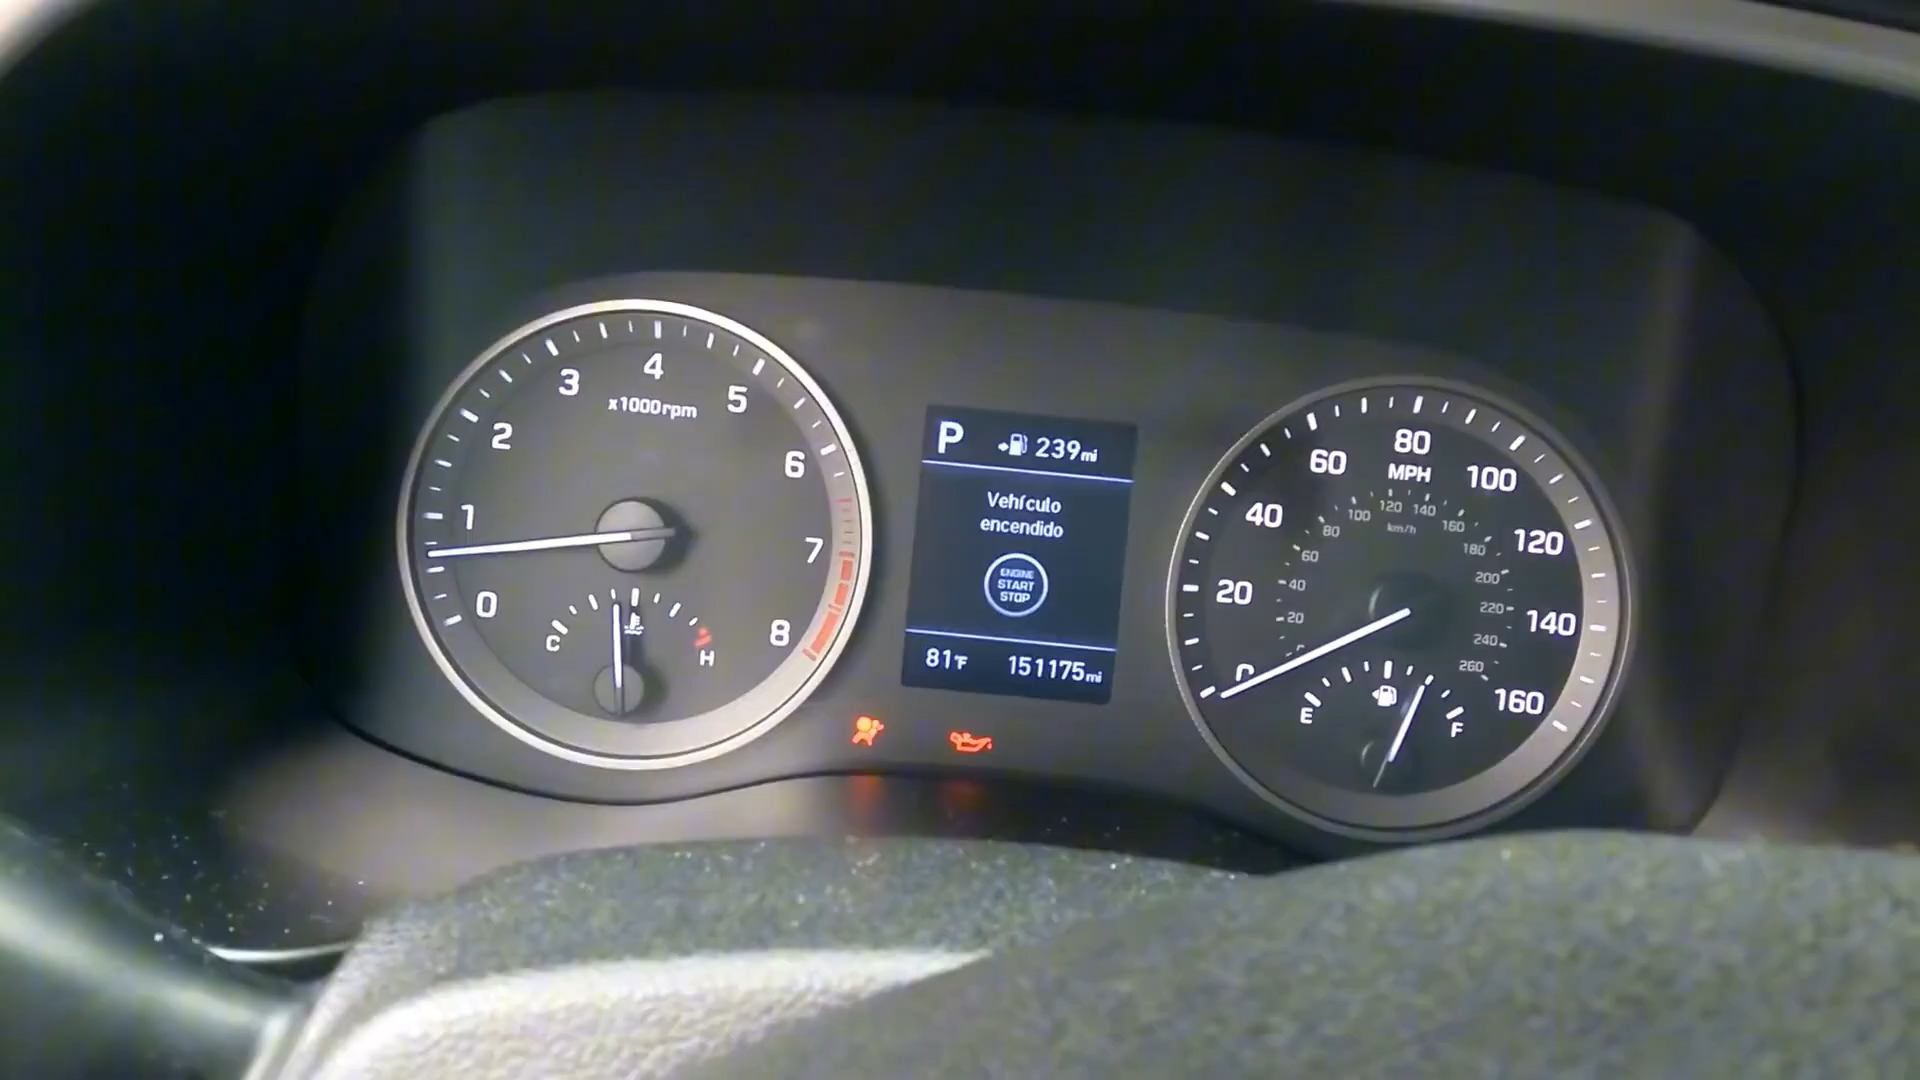 0
1
2
3
4
5
6
7
8
x1000rpm
C
H
P 239mi
Vehículo
encendido
ENGINE
START
STOP
81°F 151175mi
20
40
60
80
100
120
140
160
MPH
20
40
60
80
100
120
140
160
180
200
220
240
260
km/h
E
F